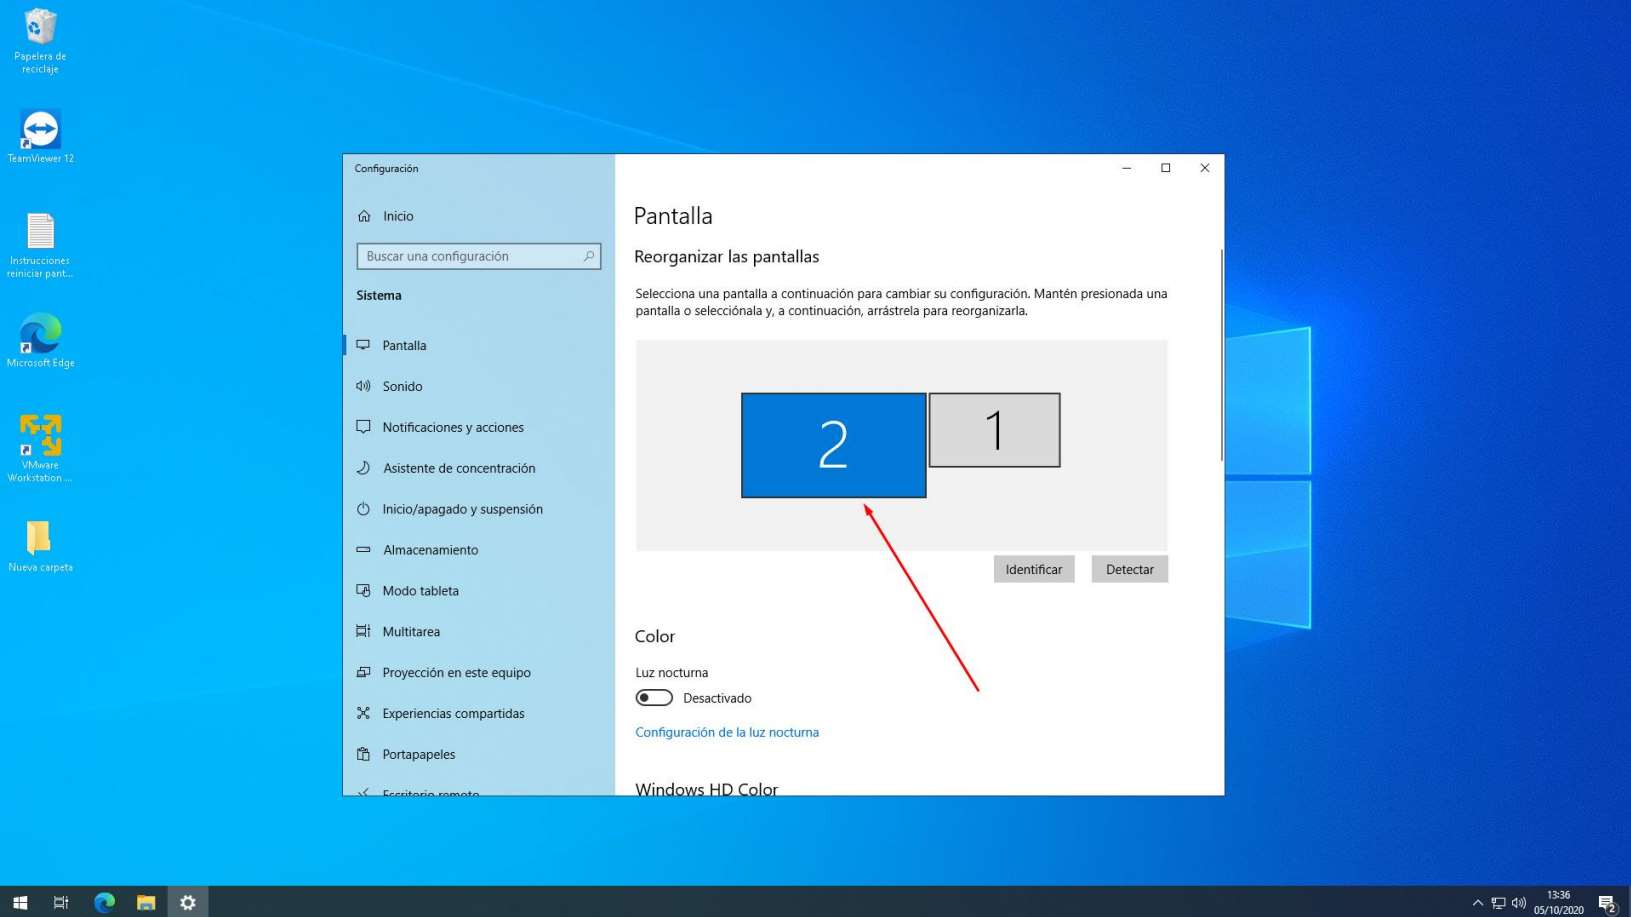 Papelera de
reciclaje
TeamViewer 12
Instrucciones
reiniciar pant...
Microsoft Edge
VMware
Workstation ...
Nueva carpeta
Configuración
Inicio
Buscar una configuración
Sistema
Pantalla
Sonido
Notificaciones y acciones
Asistente de concentración
Inicio/apagado y suspensión
Almacenamiento
Modo tableta
Multitarea
Proyección en este equipo
Experiencias compartidas
Portapapeles
Escritorio remoto
Pantalla
Reorganizar las pantallas
Selecciona una pantalla a continuación para cambiar su configuración. Mantén presionada una
pantalla o selecciónala y, a continuación, arrástrela para reorganizarla.
2
1
Identificar
Detectar
Color
Luz nocturna
Desactivado
Configuración de la luz nocturna
Windows HD Color
13:36
05/10/2020
2